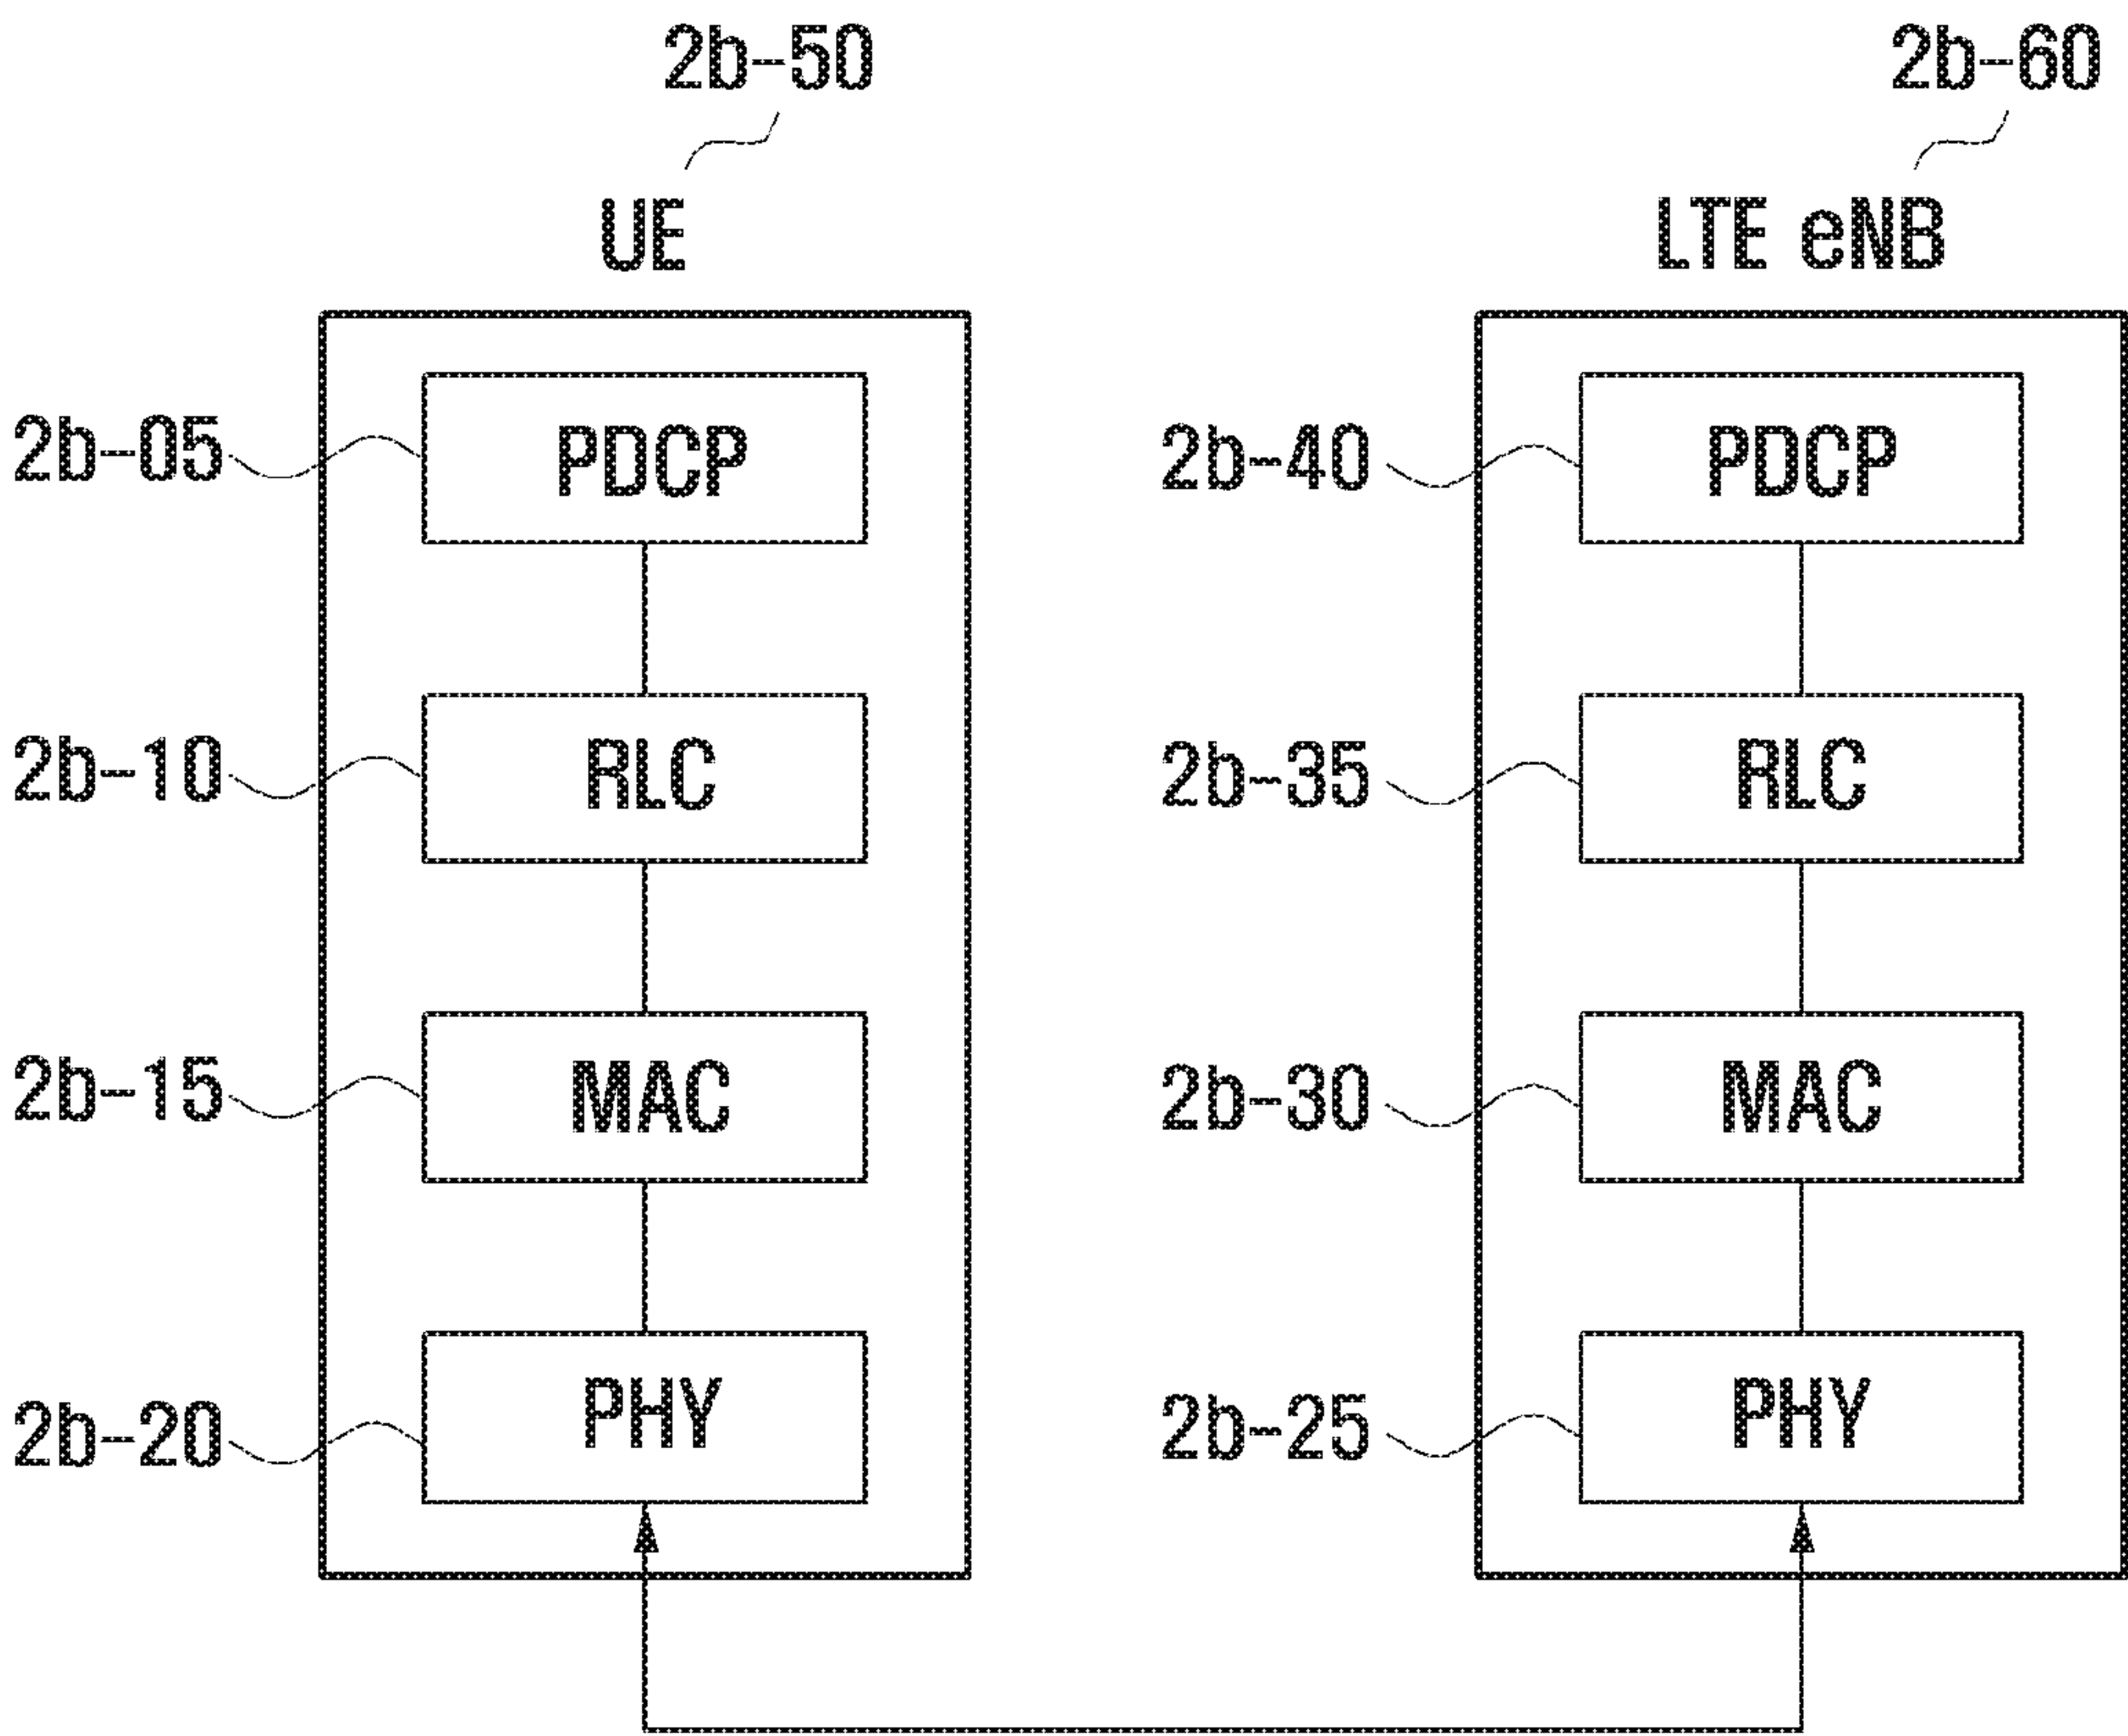 2b-50
2b-60
UE
LTE eNB
2b-05
PDCP
2b-40
PDCP
2b-10
RLC
2b-35
RLC
2b-15
MAC
2b-30
MAC
2b-20
PHY
2b-25
PHY